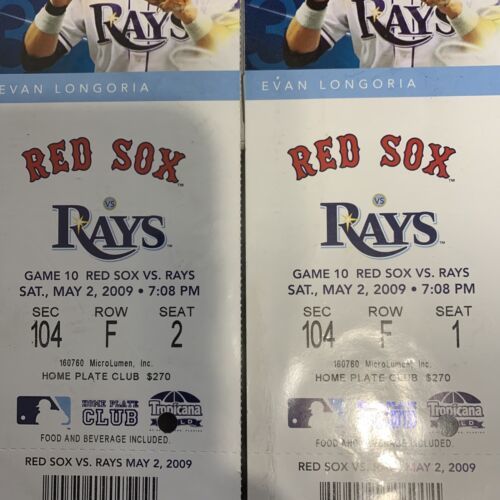 RAYS
EVAN LONGORIA
RED SOX
VS
RAYS
GAME 10 RED SOX VS. RAYS
SAT., MAY 2, 2009 • 7:08 PM
SEC ROW SEAT
104 F 2
160760 MicroLumen, Inc.
HOME PLATE CLUB $270
HOME PLATE CLUB
Tropicana FIELD
FOOD AND BEVERAGE INCLUDED.
RED SOX VS. RAYS MAY 2, 2009
RAYS
EVAN LONGORIA
RED SOX
VS
RAYS
GAME 10 RED SOX VS. RAYS
SAT., MAY 2, 2009 • 7:08 PM
SEC ROW SEAT
104 F 1
160760 MicroLumen, Inc.
HOME PLATE CLUB $270
HOME PLATE CLUB
Tropicana FIELD
FOOD AND BEVERAGE INCLUDED.
RED SOX VS. RAYS MAY 2, 2009